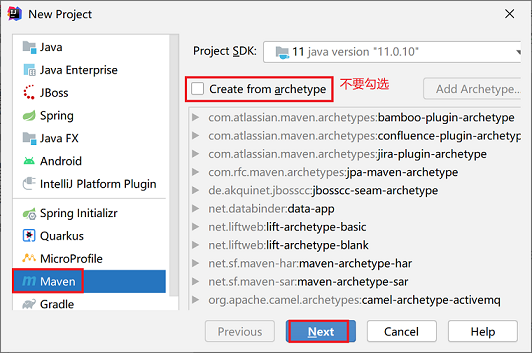 New Project
Java
Java Enterprise
JBoss
Spring
Java FX
Android
IntelliJ Platform Plugin
Spring Initializr
Quarkus
MicroProfile
Maven
Gradle
Project SDK: 11 java version "11.0.10"
Create from archetype 不要勾选 Add Archetype...
com.atlassian.maven.archetypes:bamboo-plugin-archetype
com.atlassian.maven.archetypes:confluence-plugin-archetype
com.atlassian.maven.archetypes:jira-plugin-archetype
com.rfc.maven.archetypes:jpa-maven-archetype
de.akquinet.jbosscc:jbosscc-seam-archetype
net.databinder:data-app
net.liftweb:lift-archetype-basic
net.liftweb:lift-archetype-blank
net.sf.maven-har:maven-archetype-har
net.sf.maven-sar:maven-archetype-sar
org.apache.camel.archetypes:camel-archetype-activemq
Previous Next Cancel Help